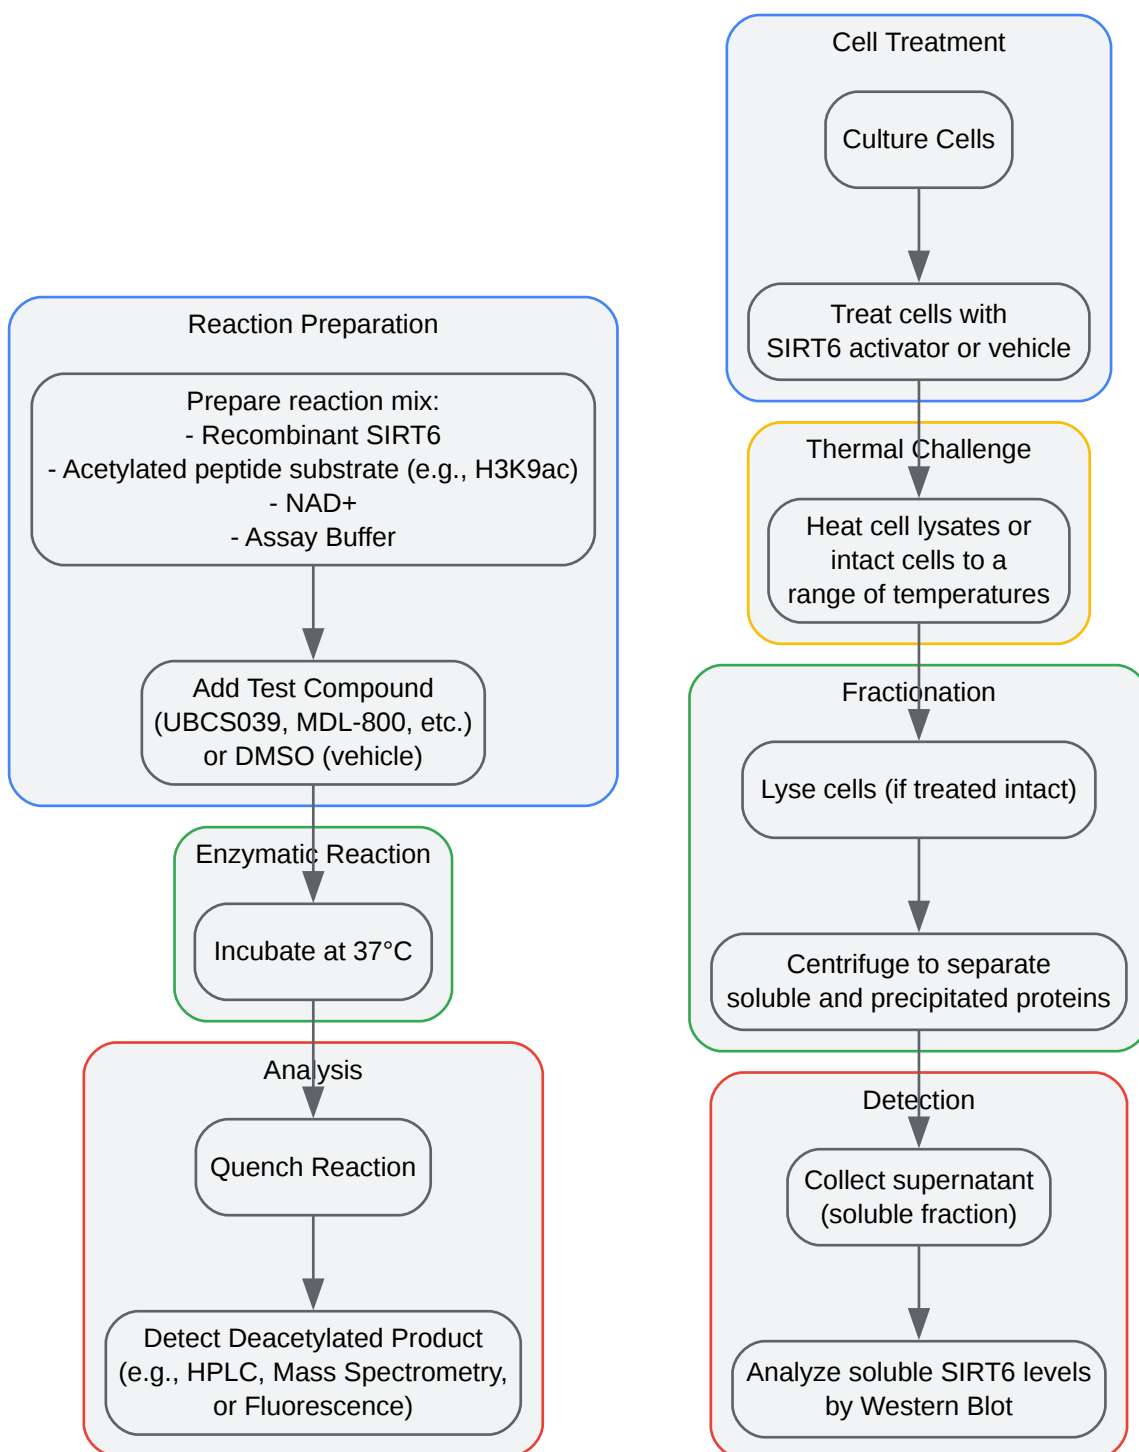 Reaction Preparation
Prepare reaction mix:
- Recombinant SIRT6
- Acetylated peptide substrate (e.g., H3K9ac)
- NAD+
- Assay Buffer
Add Test Compound
(UBCS039, MDL-800, etc.)
or DMSO (vehicle)
Enzymatic Reaction
Incubate at 37°C
Analysis
Quench Reaction
Detect Deacetylated Product
(e.g., HPLC, Mass Spectrometry,
or Fluorescence)
Cell Treatment
Culture Cells
Treat cells with
SIRT6 activator or vehicle
Thermal Challenge
Heat cell lysates or
intact cells to a
range of temperatures
Fractionation
Lyse cells (if treated intact)
Centrifuge to separate
soluble and precipitated proteins
Detection
Collect supernatant
(soluble fraction)
Analyze soluble SIRT6 levels
by Western Blot